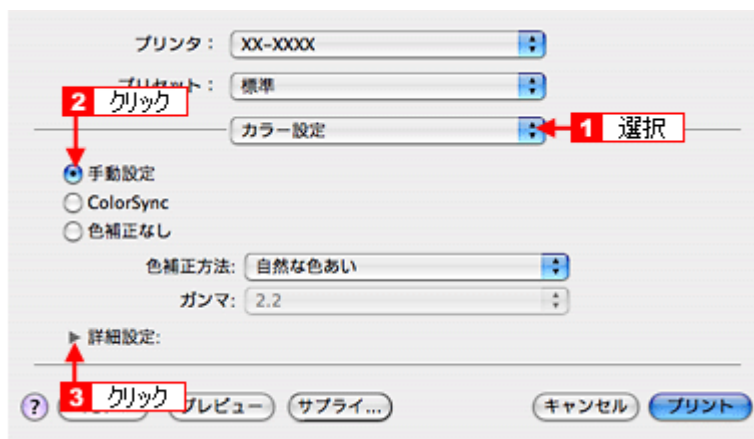 プリンタ： XX-XXXX
プリセット： 標準
2 クリック
カラー設定
1 選択
手動設定
ColorSync
色補正なし
色補正方法: 自然な色あい
ガンマ: 2.2
詳細設定:
3 クリック
? プレビュー サプライ... キャンセル プリント